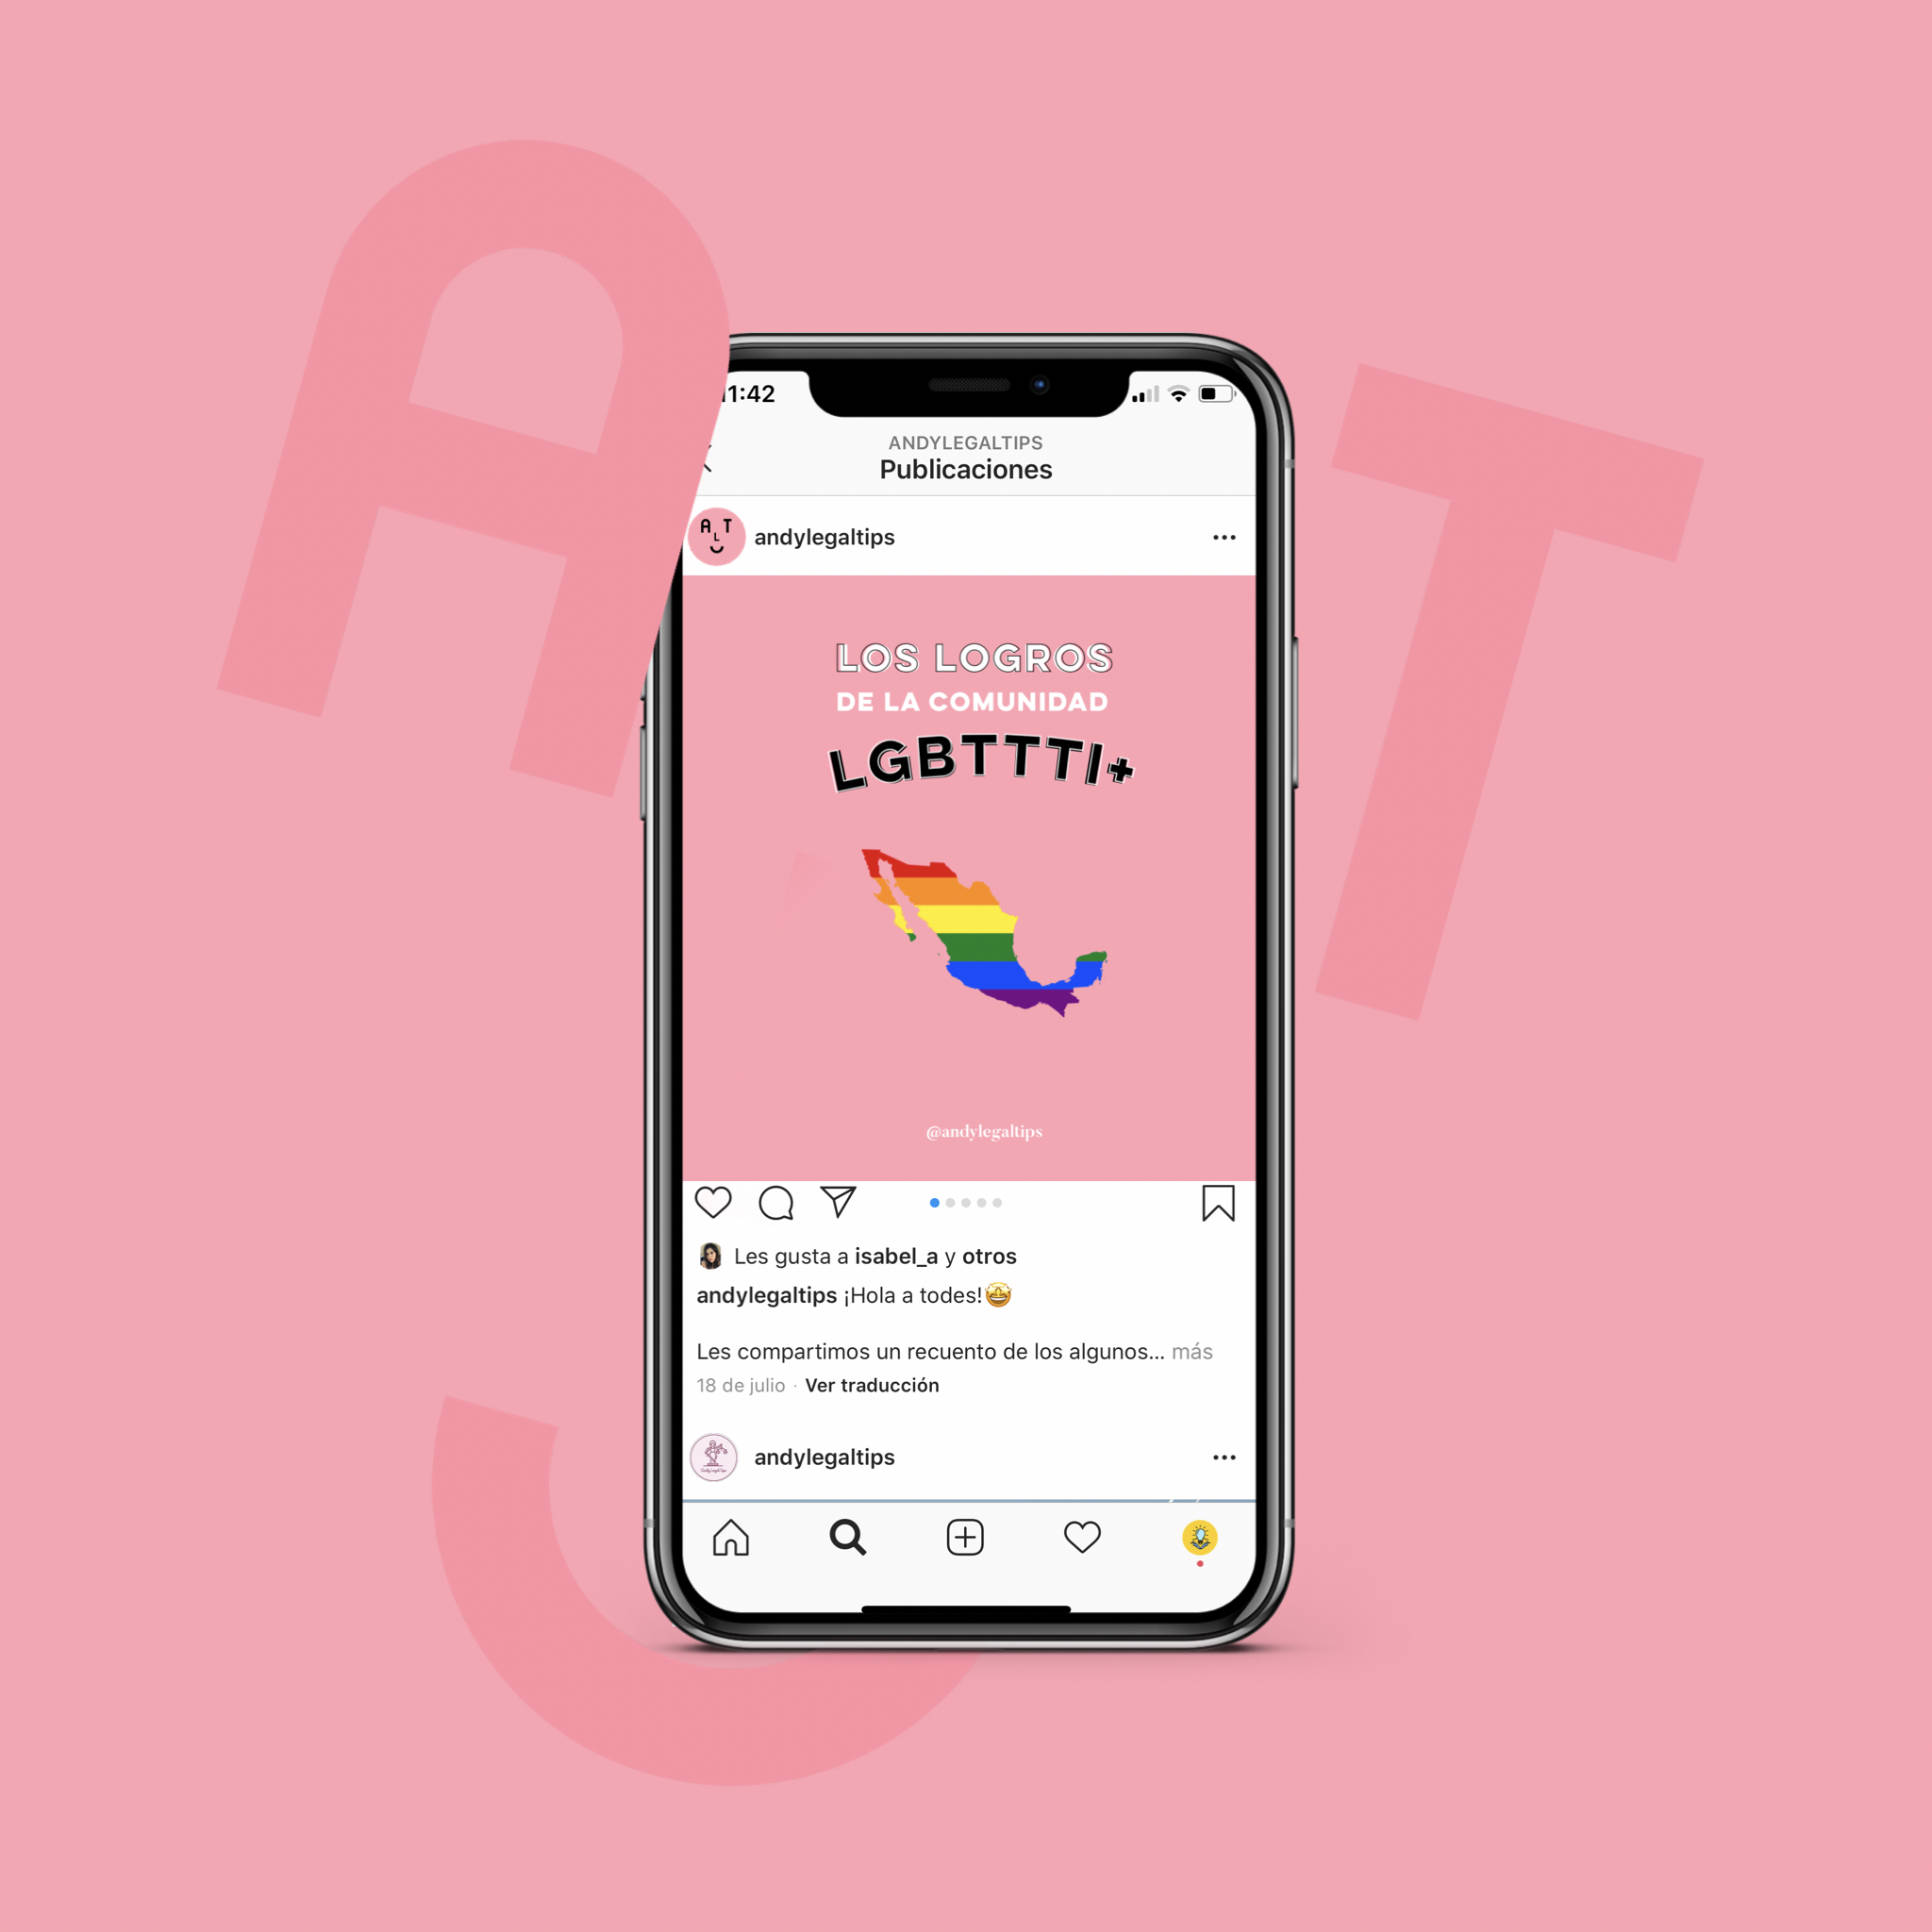 A T
11:42
ANDYLEGALTIPS
Publicaciones
A L T
andylegaltips
LOS LOGROS
DE LA COMUNIDAD
LGBTTTI+
@andylegaltips
Les gusta a isabel_a y otros
andylegaltips ¡Hola a todes!🤩
Les compartimos un recuento de los algunos... más
18 de julio · Ver traducción
andylegaltips